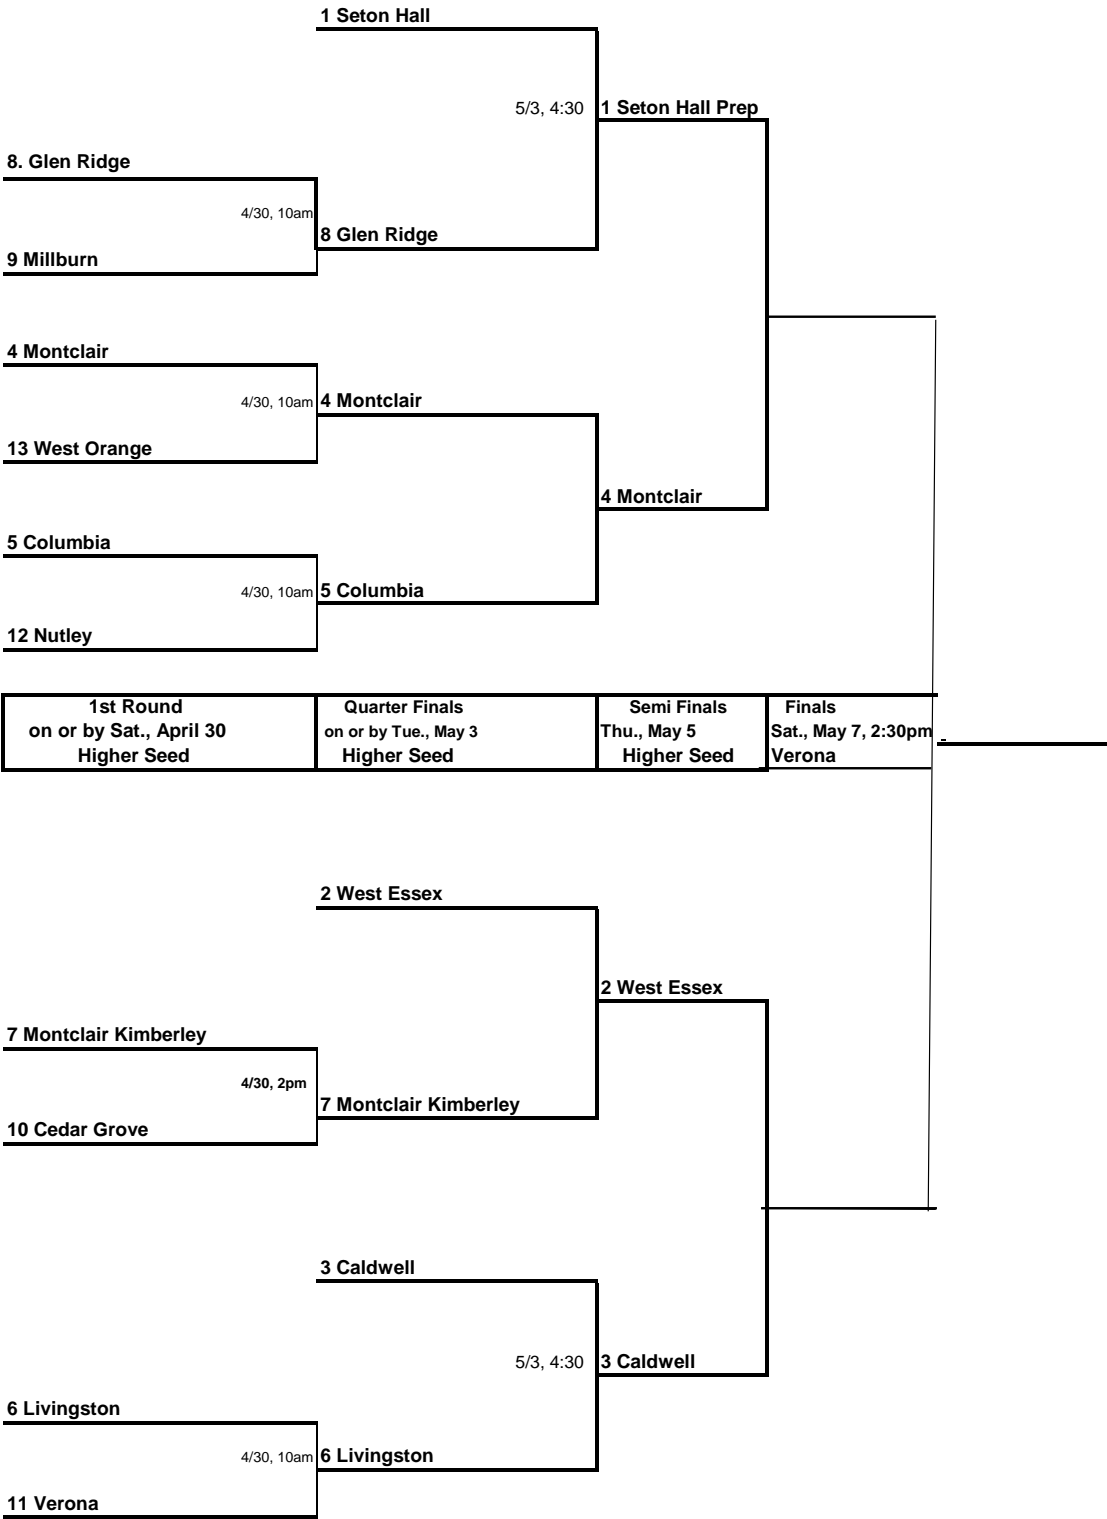 1 Seton Hall
5/3, 4:30
1 Seton Hall Prep
8. Glen Ridge
4/30, 10am
8 Glen Ridge
9 Millburn
4 Montclair
4/30, 10am
4 Montclair
13 West Orange
4 Montclair
5 Columbia
4/30, 10am
5 Columbia
12 Nutley
1st Round
on or by Sat., April 30
Higher Seed
Quarter Finals
on or by Tue., May 3
Higher Seed
Semi Finals
Thu., May 5
Higher Seed
Finals
Sat., May 7, 2:30pm
Verona
2 West Essex
2 West Essex
7 Montclair Kimberley
4/30, 2pm
7 Montclair Kimberley
10 Cedar Grove
3 Caldwell
5/3, 4:30
3 Caldwell
6 Livingston
4/30, 10am
6 Livingston
11 Verona